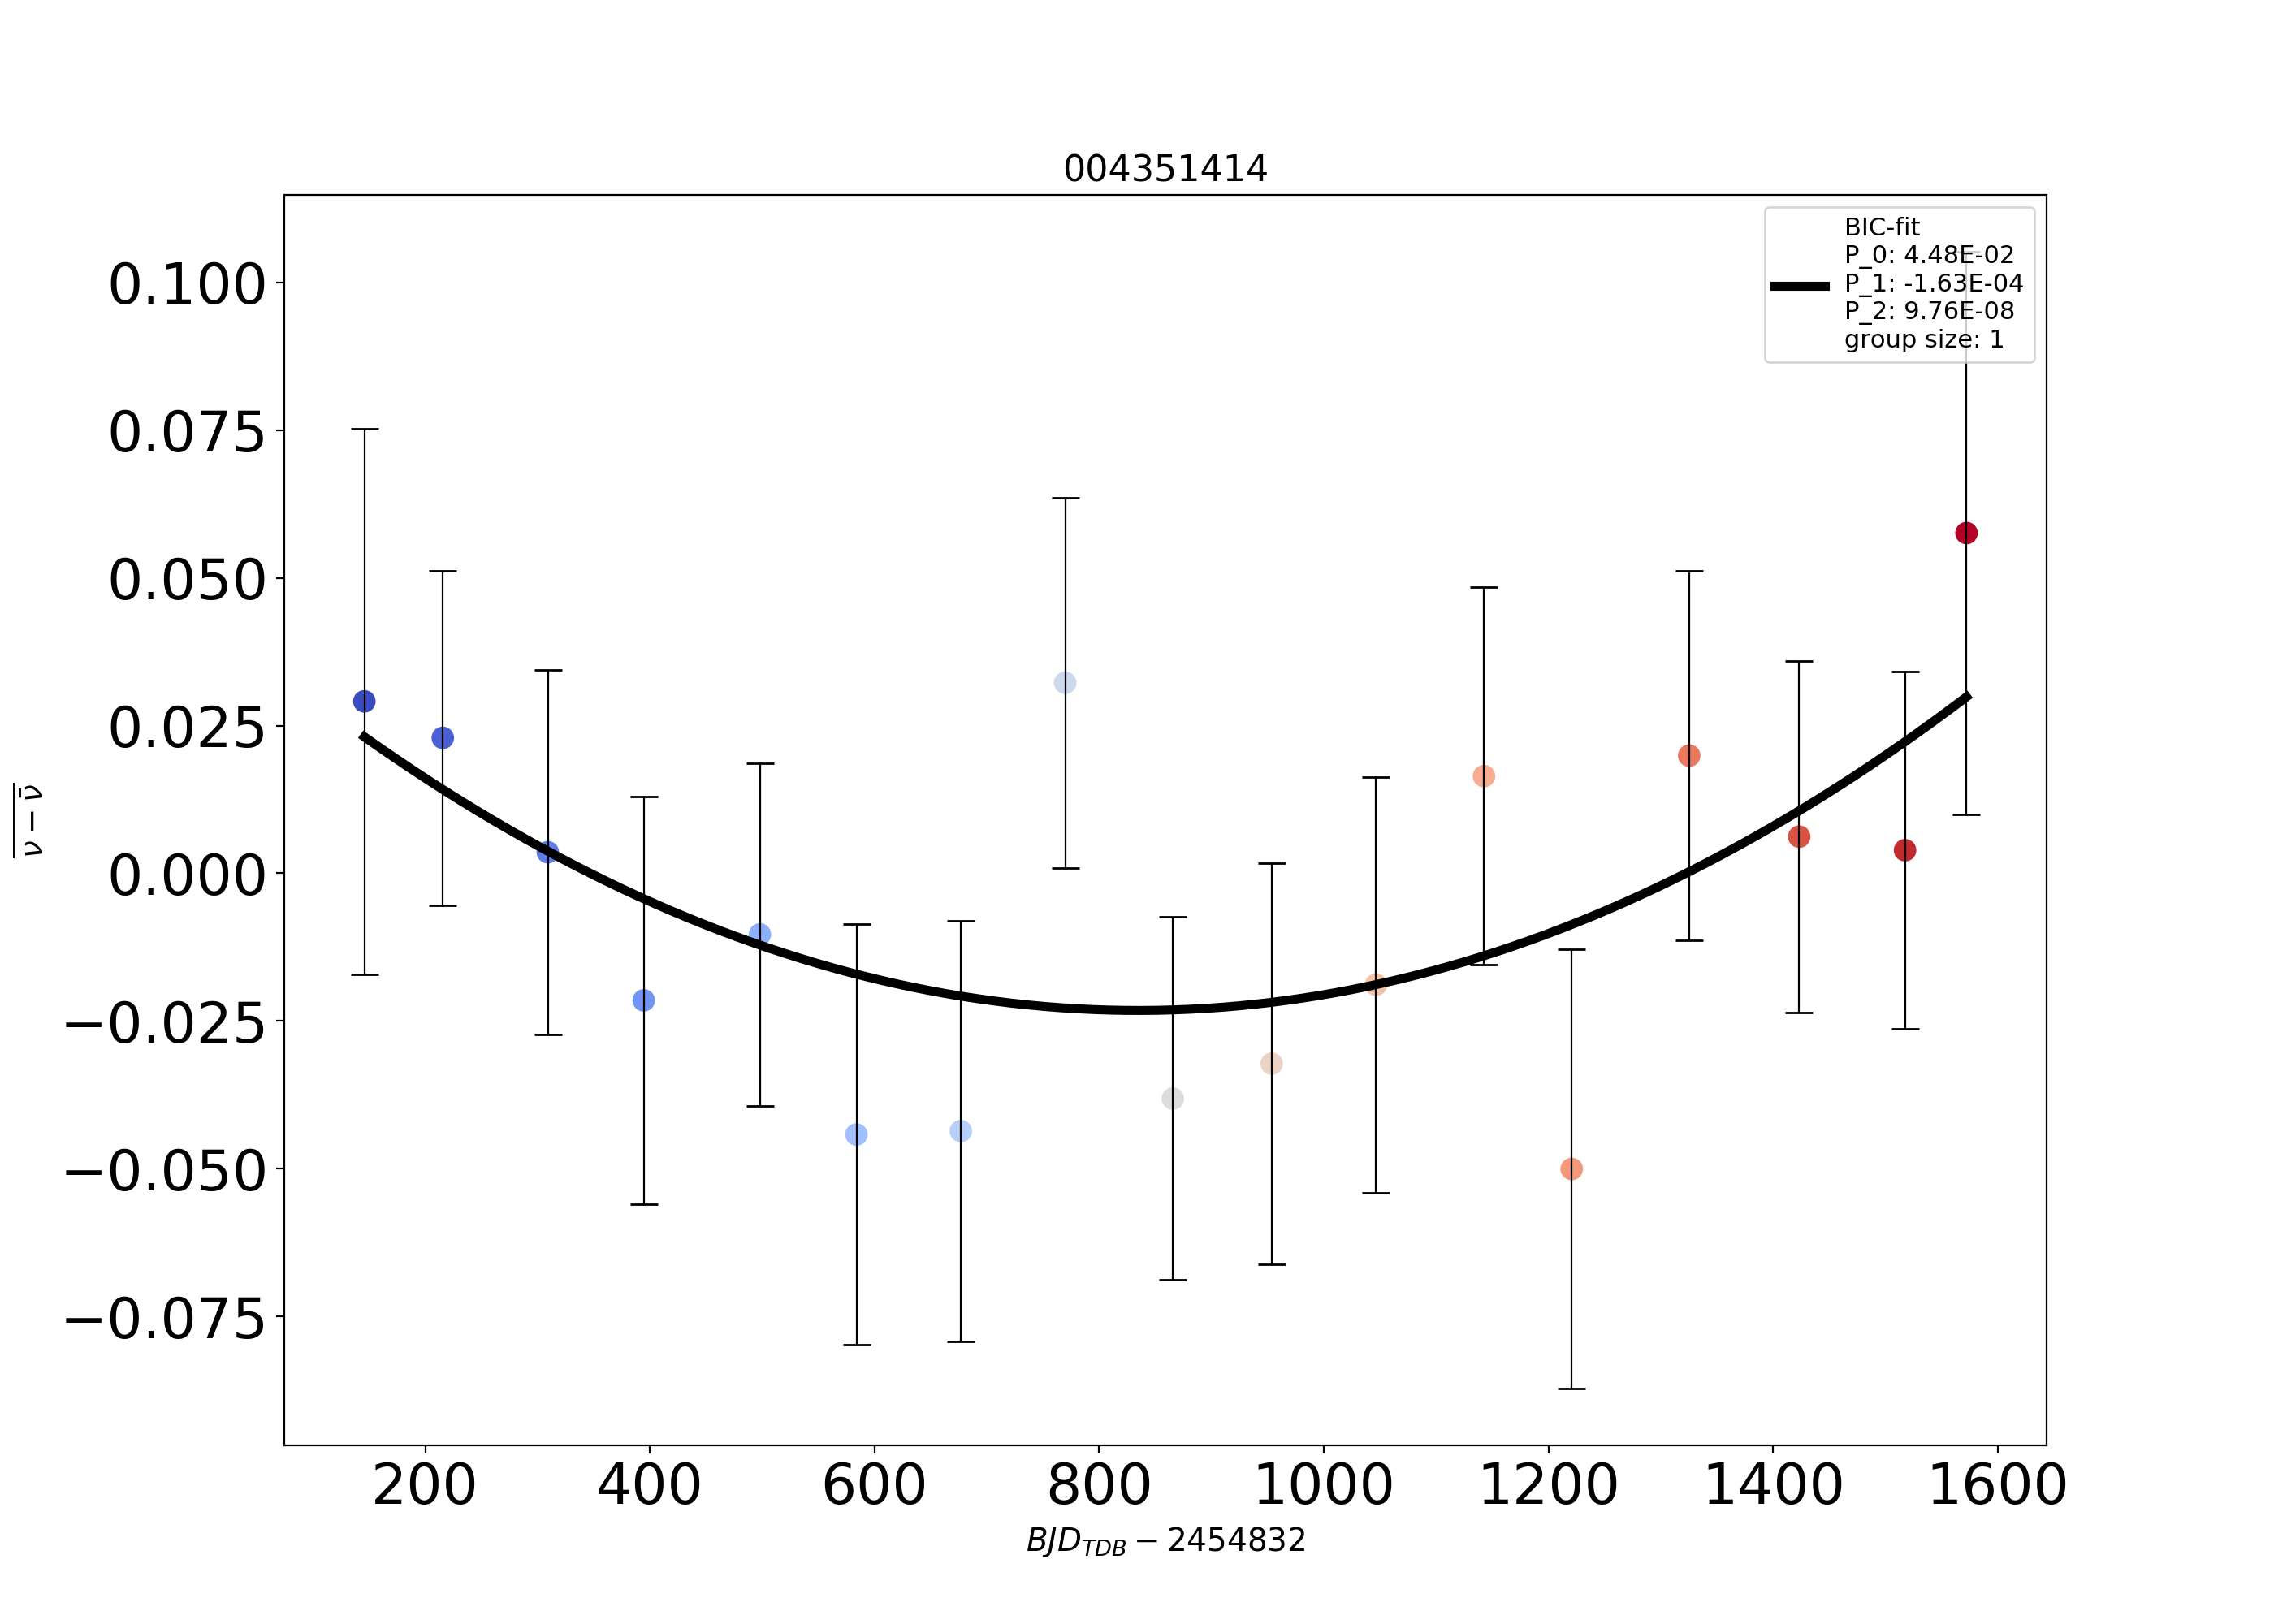 004351414
BIC-fit
P_0: 4.48E-02
P_1: -1.63E-04
P_2: 9.76E-08
group size: 1
0.100
0.075
0.050
0.025
0.000
−0.025
−0.050
−0.075
ν − ν̄
200 400 600 800 1000 1200 1400 1600
BJD_TDB − 2454832